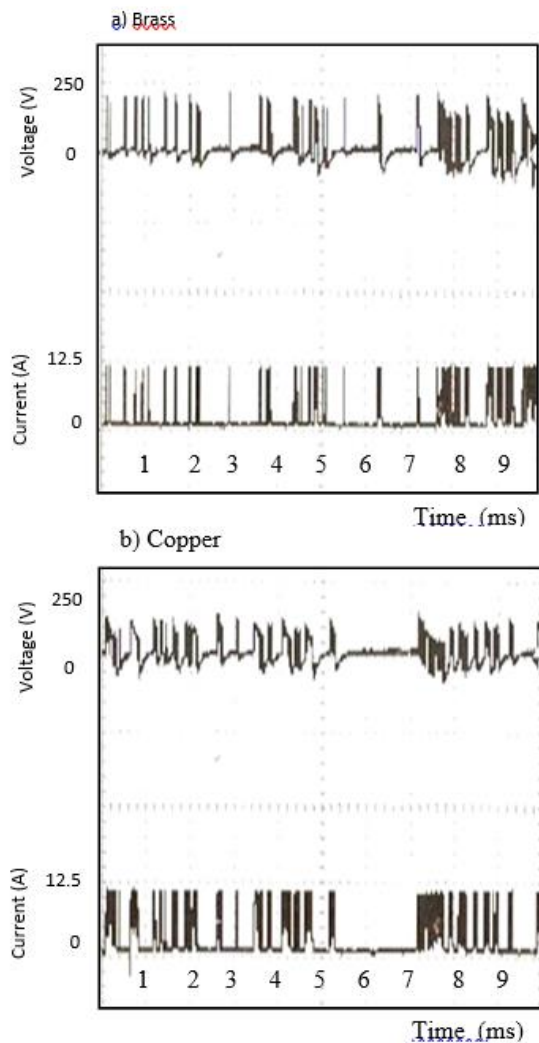 a) Brass
250
Voltage (V)
0
12.5
Current (A)
0
1 2 3 4 5 6 7 8 9
Time (ms)
b) Copper
250
Voltage (V)
0
12.5
Current (A)
0
1 2 3 4 5 6 7 8 9
Time (ms)